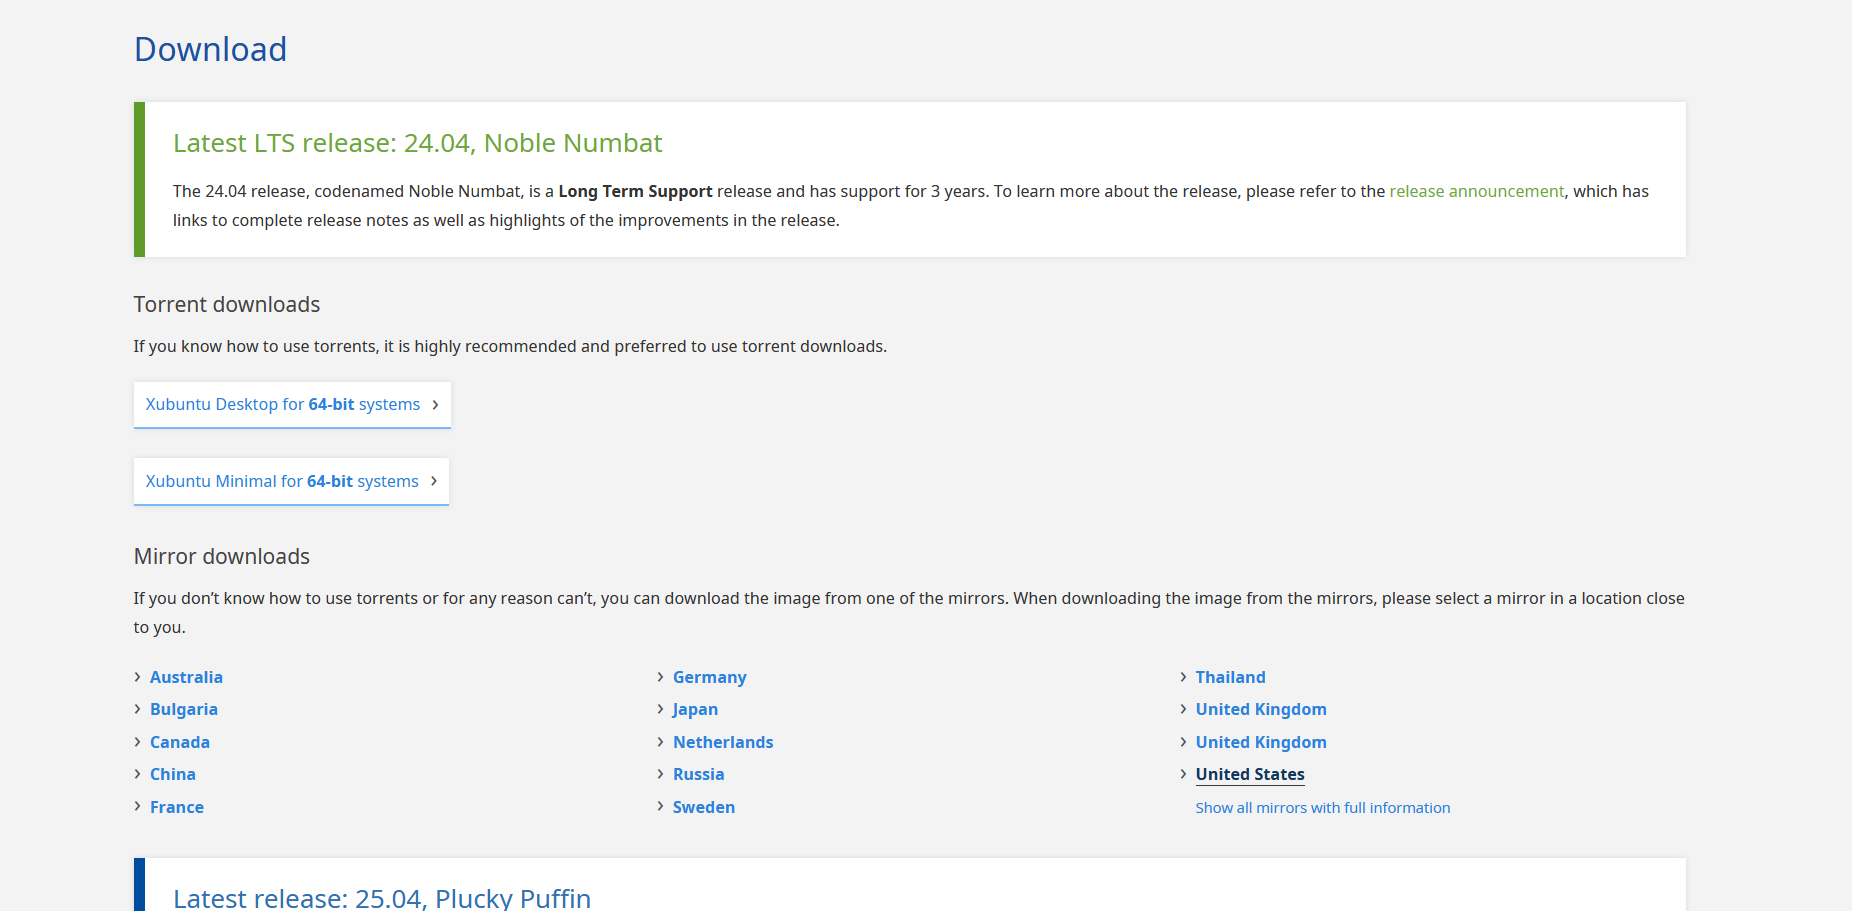 Download
Latest LTS release: 24.04, Noble Numbat
The 24.04 release, codenamed Noble Numbat, is a Long Term Support release and has support for 3 years. To learn more about the release, please refer to the release announcement, which has
links to complete release notes as well as highlights of the improvements in the release.
Torrent downloads
If you know how to use torrents, it is highly recommended and preferred to use torrent downloads.
Xubuntu Desktop for 64-bit systems
Xubuntu Minimal for 64-bit systems
Mirror downloads
If you don’t know how to use torrents or for any reason can’t, you can download the image from one of the mirrors. When downloading the image from the mirrors, please select a mirror in a location close
to you.
Australia
Bulgaria
Canada
China
France
Germany
Japan
Netherlands
Russia
Sweden
Thailand
United Kingdom
United Kingdom
United States
Show all mirrors with full information
Latest release: 25.04, Plucky Puffin